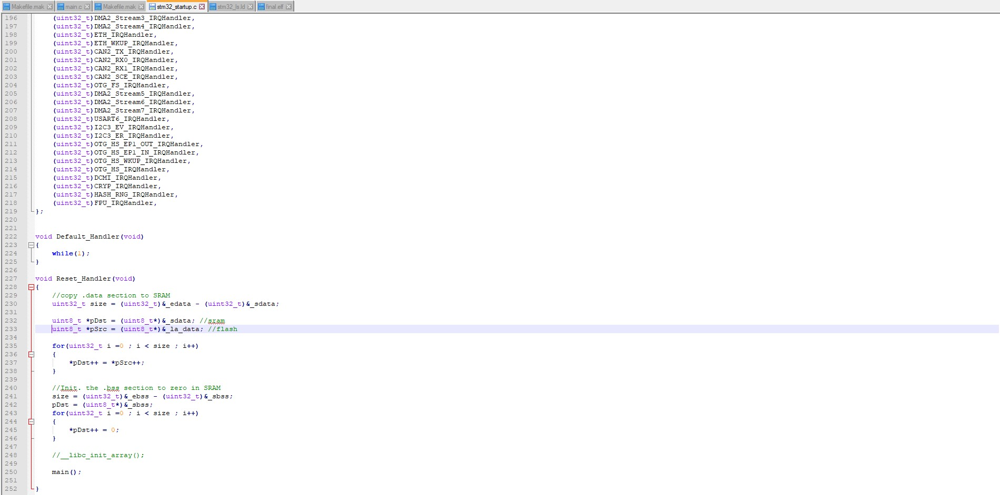 Makefile.mak main.c Makefile.mak stm32_startup.c stm32_ls.ld final.elf
196 (uint32_t)DMA2_Stream3_IRQHandler,
197 (uint32_t)DMA2_Stream4_IRQHandler,
198 (uint32_t)ETH_IRQHandler,
199 (uint32_t)ETH_WKUP_IRQHandler,
200 (uint32_t)CAN2_TX_IRQHandler,
201 (uint32_t)CAN2_RX0_IRQHandler,
202 (uint32_t)CAN2_RX1_IRQHandler,
203 (uint32_t)CAN2_SCE_IRQHandler,
204 (uint32_t)OTG_FS_IRQHandler,
205 (uint32_t)DMA2_Stream5_IRQHandler,
206 (uint32_t)DMA2_Stream6_IRQHandler,
207 (uint32_t)DMA2_Stream7_IRQHandler,
208 (uint32_t)USART6_IRQHandler,
209 (uint32_t)I2C3_EV_IRQHandler,
210 (uint32_t)I2C3_ER_IRQHandler,
211 (uint32_t)OTG_HS_EP1_OUT_IRQHandler,
212 (uint32_t)OTG_HS_EP1_IN_IRQHandler,
213 (uint32_t)OTG_HS_WKUP_IRQHandler,
214 (uint32_t)OTG_HS_IRQHandler,
215 (uint32_t)DCMI_IRQHandler,
216 (uint32_t)CRYP_IRQHandler,
217 (uint32_t)HASH_RNG_IRQHandler,
218 (uint32_t)FPU_IRQHandler,
219 };
220
221
222 void Default_Handler(void)
223 {
224 while(1);
225 }
226
227 void Reset_Handler(void)
228 {
229 //copy .data section to SRAM
230 uint32_t size = (uint32_t)&_edata - (uint32_t)&_sdata;
231
232 uint8_t *pDst = (uint8_t*)&_sdata; //sram
233 uint8_t *pSrc = (uint8_t*)&_la_data; //flash
234
235 for(uint32_t i =0 ; i < size ; i++)
236 {
237 *pDst++ = *pSrc++;
238 }
239
240 //Init. the .bss section to zero in SRAM
241 size = (uint32_t)&_ebss - (uint32_t)&_sbss;
242 pDst = (uint8_t*)&_sbss;
243 for(uint32_t i =0 ; i < size ; i++)
244 {
245 *pDst++ = 0;
246 }
247
248 //__libc_init_array();
249
250 main();
251
252 }